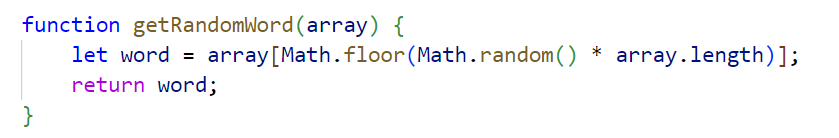 function getRandomWord(array) {
    let word = array[Math.floor(Math.random() * array.length)];
    return word;
}